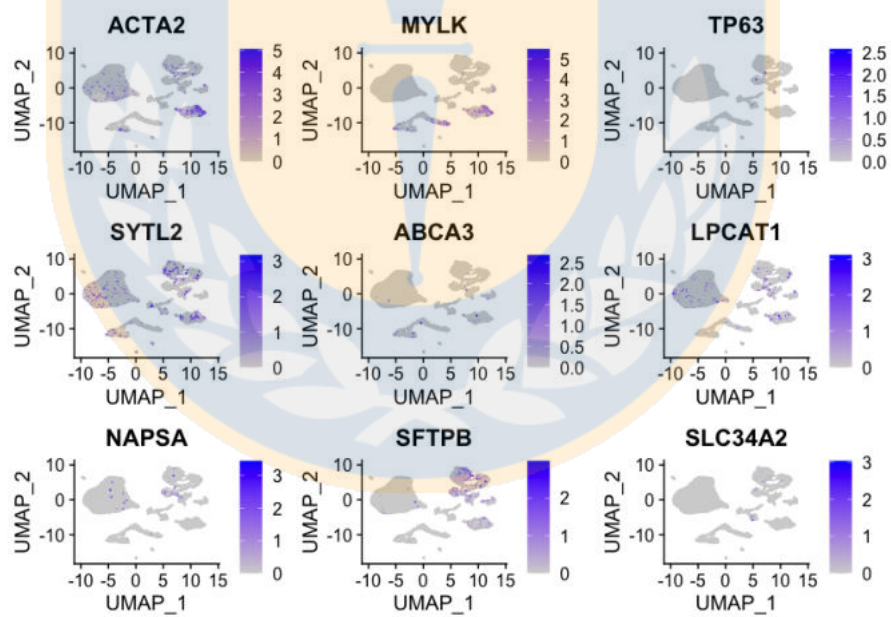 ACTA2 MYLK TP63
UMAP_2 10 0 -10 5 4 3 2 1 0 UMAP_2 10 0 -10 5 4 3 2 1 0 UMAP_2 10 0 -10 2.5 2.0 1.5 1.0 0.5 0.0
-10 -5 0 5 10 15 -10 -5 0 5 10 15 -10 -5 0 5 10 15
UMAP_1 UMAP_1 UMAP_1
SYTL2 ABCA3 LPCAT1
UMAP_2 10 0 -10 3 2 1 0 UMAP_2 10 0 -10 2.5 2.0 1.5 1.0 0.5 0.0 UMAP_2 10 0 -10 3 2 1 0
-10 -5 0 5 10 15 -10 -5 0 5 10 15 -10 -5 0 5 10 15
UMAP_1 UMAP_1 UMAP_1
NAPSA SFTPB SLC34A2
UMAP_2 10 0 -10 3 2 1 0 UMAP_2 10 0 -10 2 1 0 UMAP_2 10 0 -10 3 2 1 0
-10 -5 0 5 10 15 -10 -5 0 5 10 15 -10 -5 0 5 10 15
UMAP_1 UMAP_1 UMAP_1